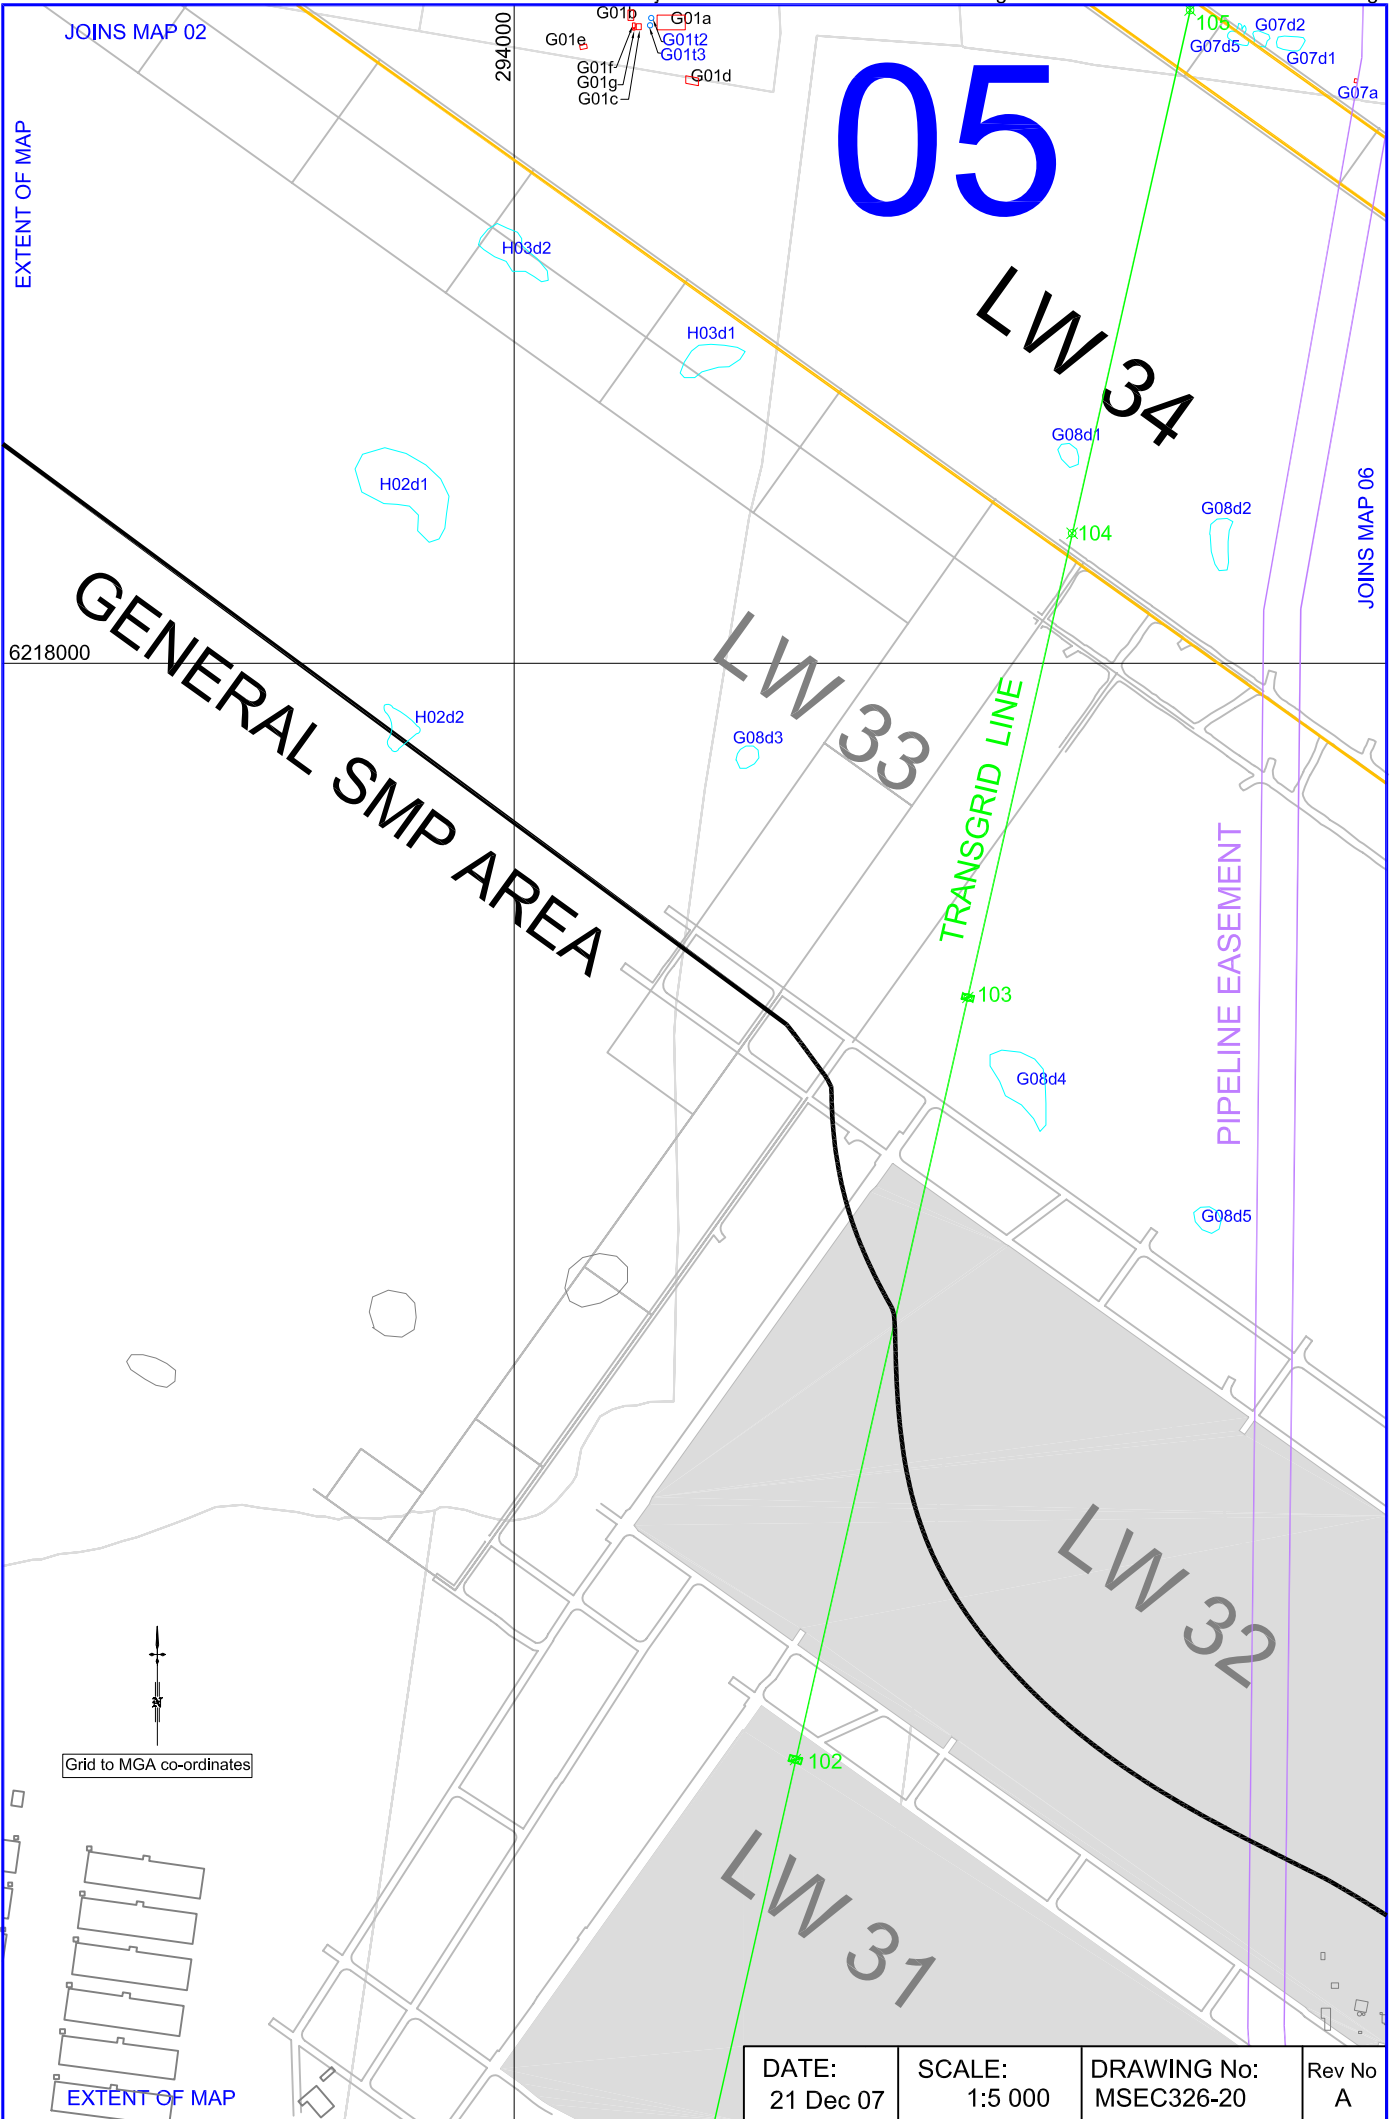 JOINS MAP 02
294000
G01b
G01a
G01t2
G01t3
G01e
G01f
G01g
G01c
G01d
105
G07d2
G07d5
G07d1
G07a
05
EXTENT OF MAP
H03d2
LW 34
H03d1
G08d1
H02d1
G08d2
104
JOINS MAP 06
GENERAL SMP AREA
6218000
LW 33
H02d2
G08d3
TRANSGRID LINE
PIPELINE EASEMENT
103
G08d4
G08d5
LW 32
N
Grid to MGA co-ordinates
102
LW 31
EXTENT OF MAP
DATE:
21 Dec 07
SCALE:
1:5 000
DRAWING No:
MSEC326-20
Rev No
A